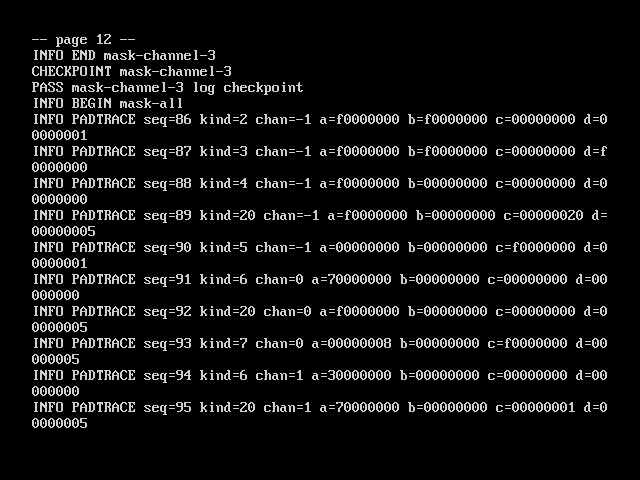 -- page 12 --
INFO END mask-channel-3
CHECKPOINT mask-channel-3
PASS mask-channel-3 log checkpoint
INFO BEGIN mask-all
INFO PADTRACE seq=86 kind=2 chan=-1 a=f0000000 b=f0000000 c=00000000 d=0
0000001
INFO PADTRACE seq=87 kind=3 chan=-1 a=f0000000 b=f0000000 c=00000000 d=f
0000000
INFO PADTRACE seq=88 kind=4 chan=-1 a=f0000000 b=00000000 c=00000000 d=0
0000000
INFO PADTRACE seq=89 kind=20 chan=-1 a=f0000000 b=00000000 c=00000020 d=
00000005
INFO PADTRACE seq=90 kind=5 chan=-1 a=00000000 b=00000000 c=f0000000 d=0
0000001
INFO PADTRACE seq=91 kind=6 chan=0 a=70000000 b=00000000 c=00000000 d=00
000000
INFO PADTRACE seq=92 kind=20 chan=0 a=f0000000 b=00000000 c=00000000 d=0
0000005
INFO PADTRACE seq=93 kind=7 chan=0 a=00000008 b=00000000 c=f0000000 d=00
000005
INFO PADTRACE seq=94 kind=6 chan=1 a=30000000 b=00000000 c=00000000 d=00
000000
INFO PADTRACE seq=95 kind=20 chan=1 a=70000000 b=00000000 c=00000001 d=0
0000005